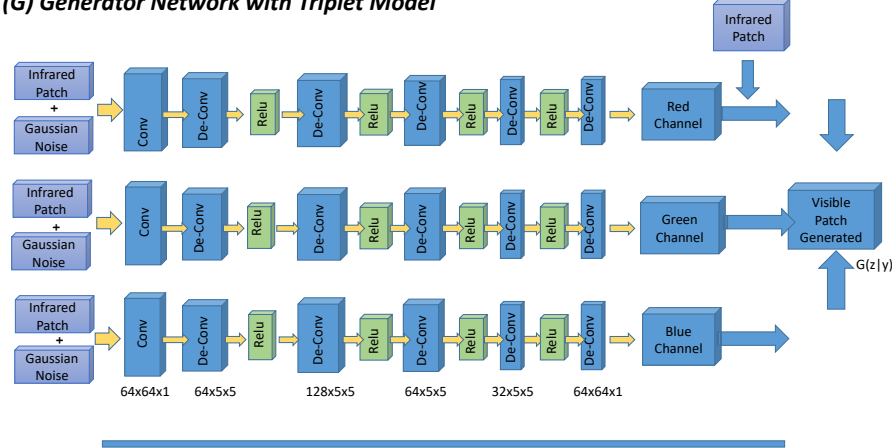 (G) Generator Network with Triplet Model
Infrared
Patch
Infrared
Patch
+
Gaussian
Noise
Conv
De-Conv
Relu
De-Conv
Relu
De-Conv
Relu
De-Conv
Relu
De-Conv
Red
Channel
Infrared
Patch
+
Gaussian
Noise
Conv
De-Conv
Relu
De-Conv
Relu
De-Conv
Relu
De-Conv
Relu
De-Conv
Green
Channel
Visible
Patch
Generated
G(z|y)
Infrared
Patch
+
Gaussian
Noise
Conv
De-Conv
Relu
De-Conv
Relu
De-Conv
Relu
De-Conv
Relu
De-Conv
Blue
Channel
64x64x1 64x5x5 128x5x5 64x5x5 32x5x5 64x64x1